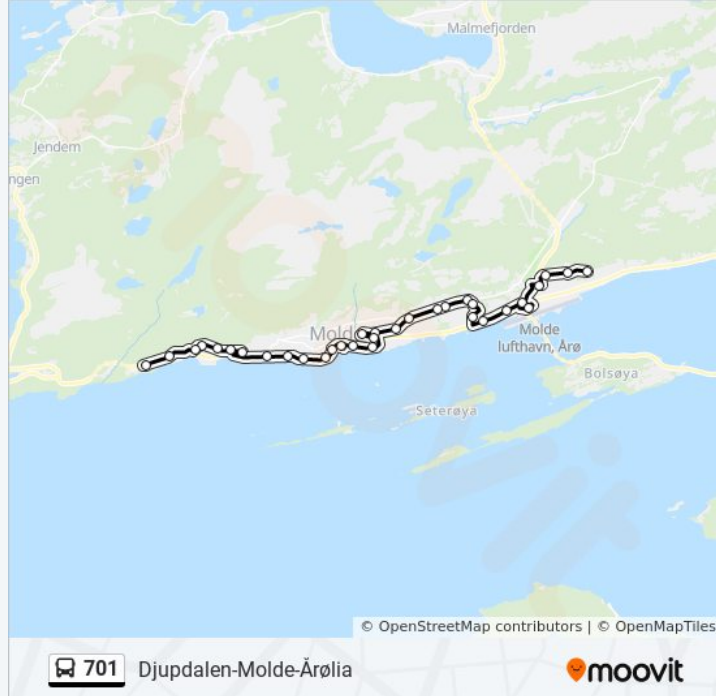 Malmefjorden
Jendem
ngen
Molde
Molde
lufthavn, Årø
Bolsøya
Seterøya
© OpenStreetMap contributors | © OpenMapTiles
701 Djupdalen-Molde-Årølia
moovit